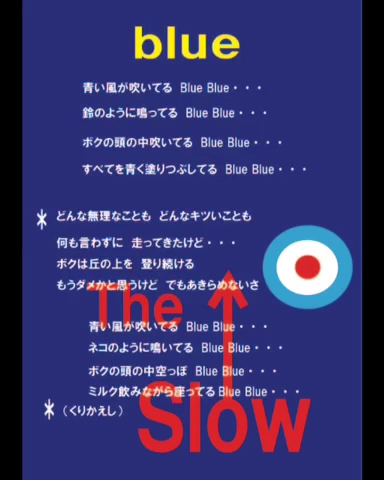 blue
青い風が吹いてる Blue Blue・・・
鈴のように鳴ってる Blue Blue・・・
ボクの頭の中吹いてる Blue Blue・・・
すべてを青く塗りつぶしてる Blue Blue・・・
* どんな無理なことも どんなキツいことも
何も言わずに 走ってきたけど・・・
ボクは丘の上を 登り続ける
もうダメかと思うけど でもあきらめないさ
The
青い風が吹いてる Blue Blue・・・
ネコのように鳴いてる Blue Blue・・・
ボクの頭の中空っぽ Blue Blue・・・
ミルク飲みながら座ってる Blue Blue・・・
* (くりかえし)
Slow